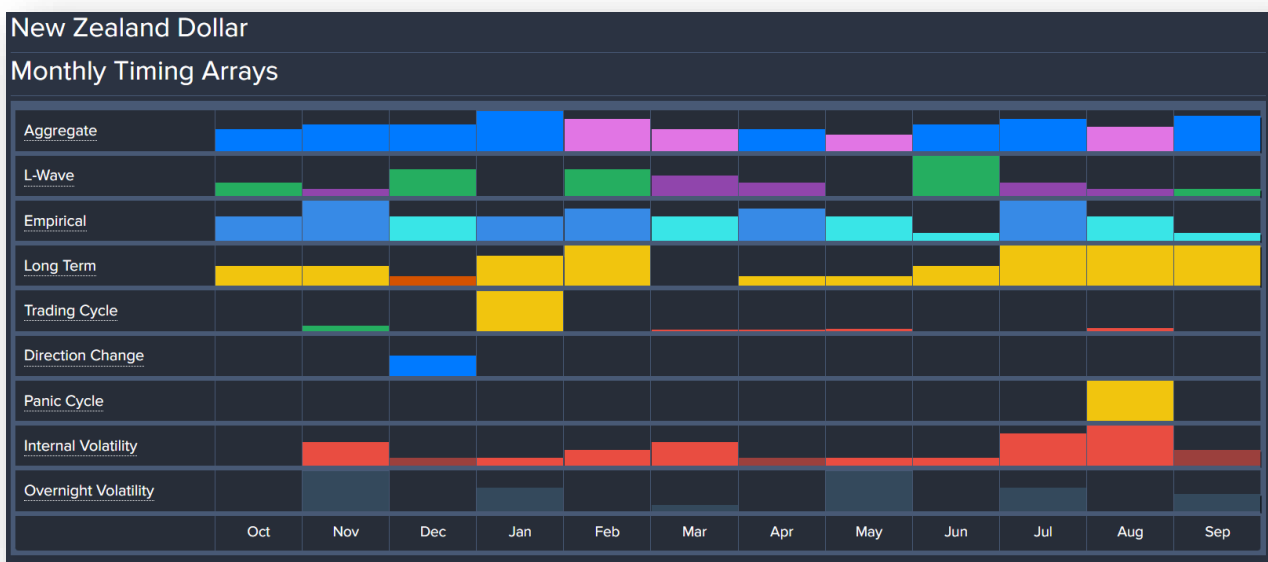 New Zealand Dollar
Monthly Timing Arrays
Aggregate
L-Wave
Empirical
Long Term
Trading Cycle
Direction Change
Panic Cycle
Internal Volatility
Overnight Volatility
Oct Nov Dec Jan Feb Mar Apr May Jun Jul Aug Sep